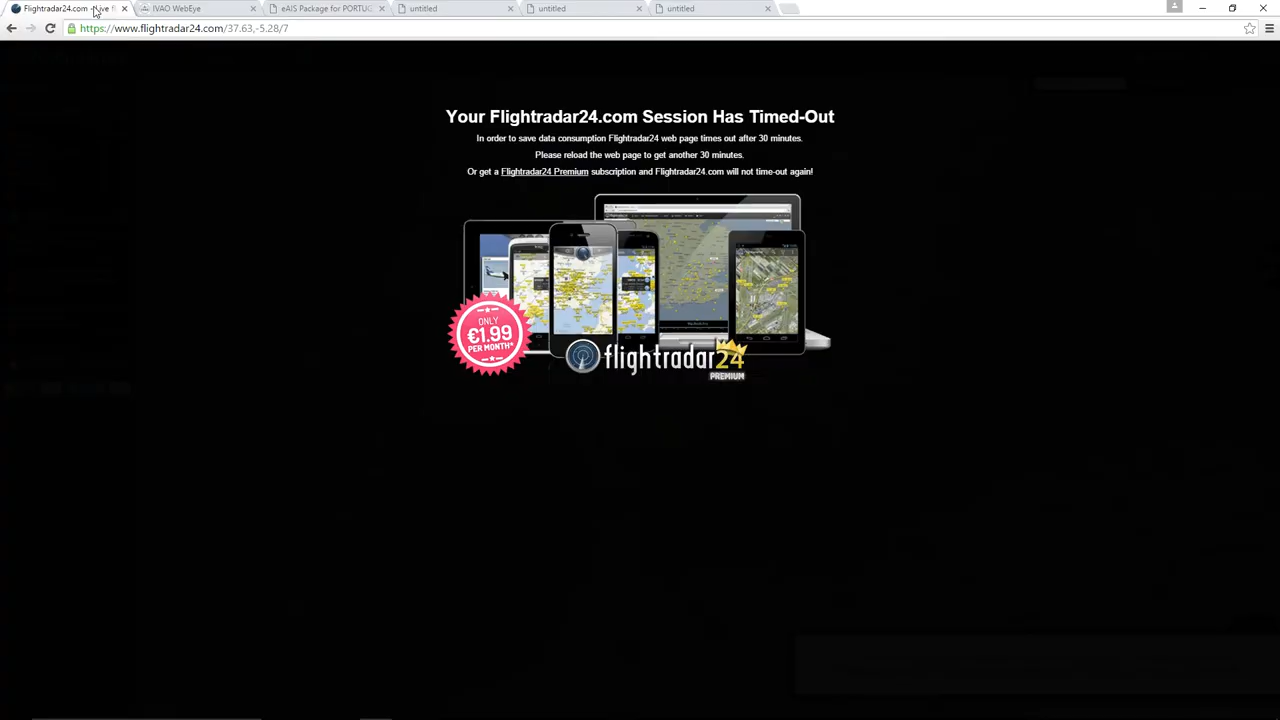 Flightradar24.com - Live f
IVAO WebEye
eAIS Package for PORTUG
untitled
untitled
untitled
https://www.flightradar24.com/37.63,-5.28/7
Your Flightradar24.com Session Has Timed-Out
In order to save data consumption Flightradar24 web page times out after 30 minutes.
Please reload the web page to get another 30 minutes.
Or get a Flightradar24 Premium subscription and Flightradar24.com will not time-out again!
ONLY
€1.99
PER MONTH*
flightradar24
PREMIUM